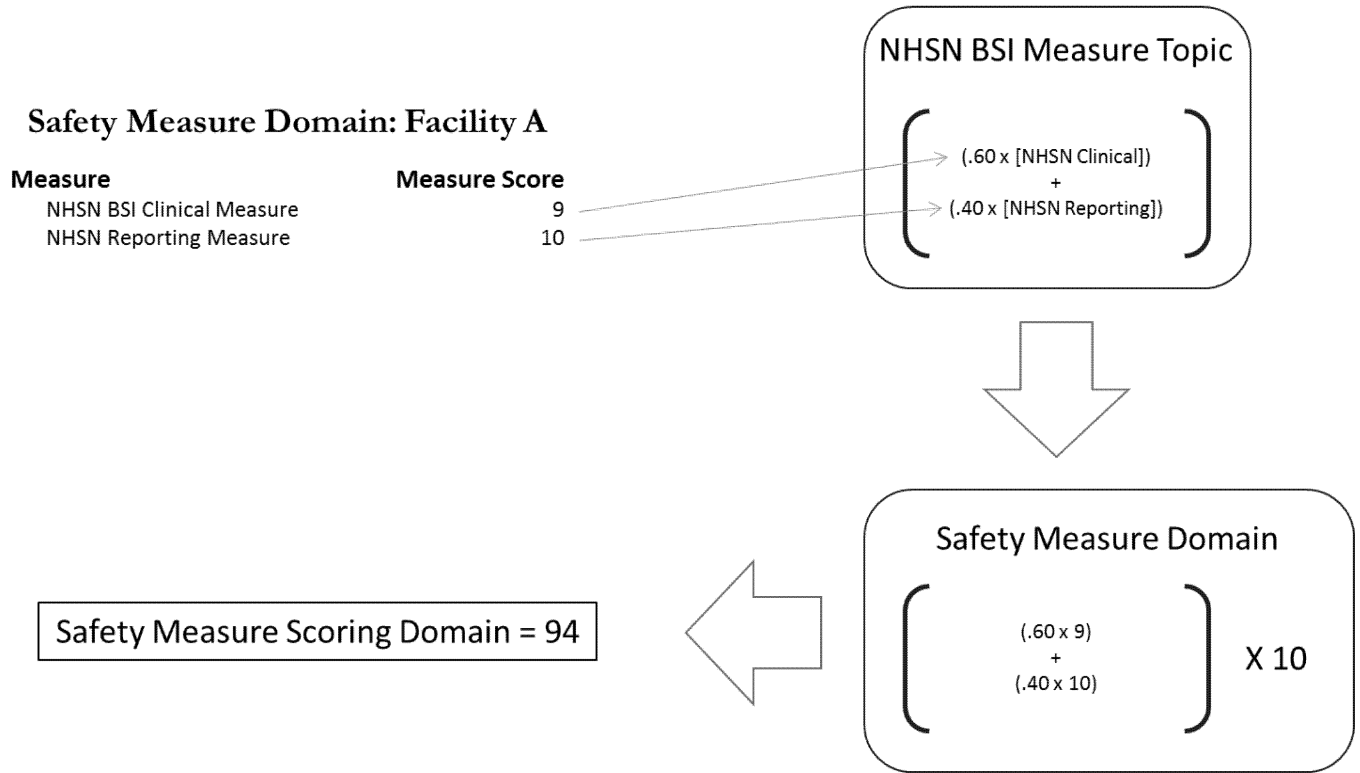 NHSN BSI Measure Topic
Safety Measure Domain: Facility A
Measure Measure Score
NHSN BSI Clinical Measure 9
NHSN Reporting Measure 10
(.60 x [NHSN Clinical])
+
(.40 x [NHSN Reporting])
Safety Measure Domain
(.60 x 9)
+
(.40 x 10)
X 10
Safety Measure Scoring Domain = 94